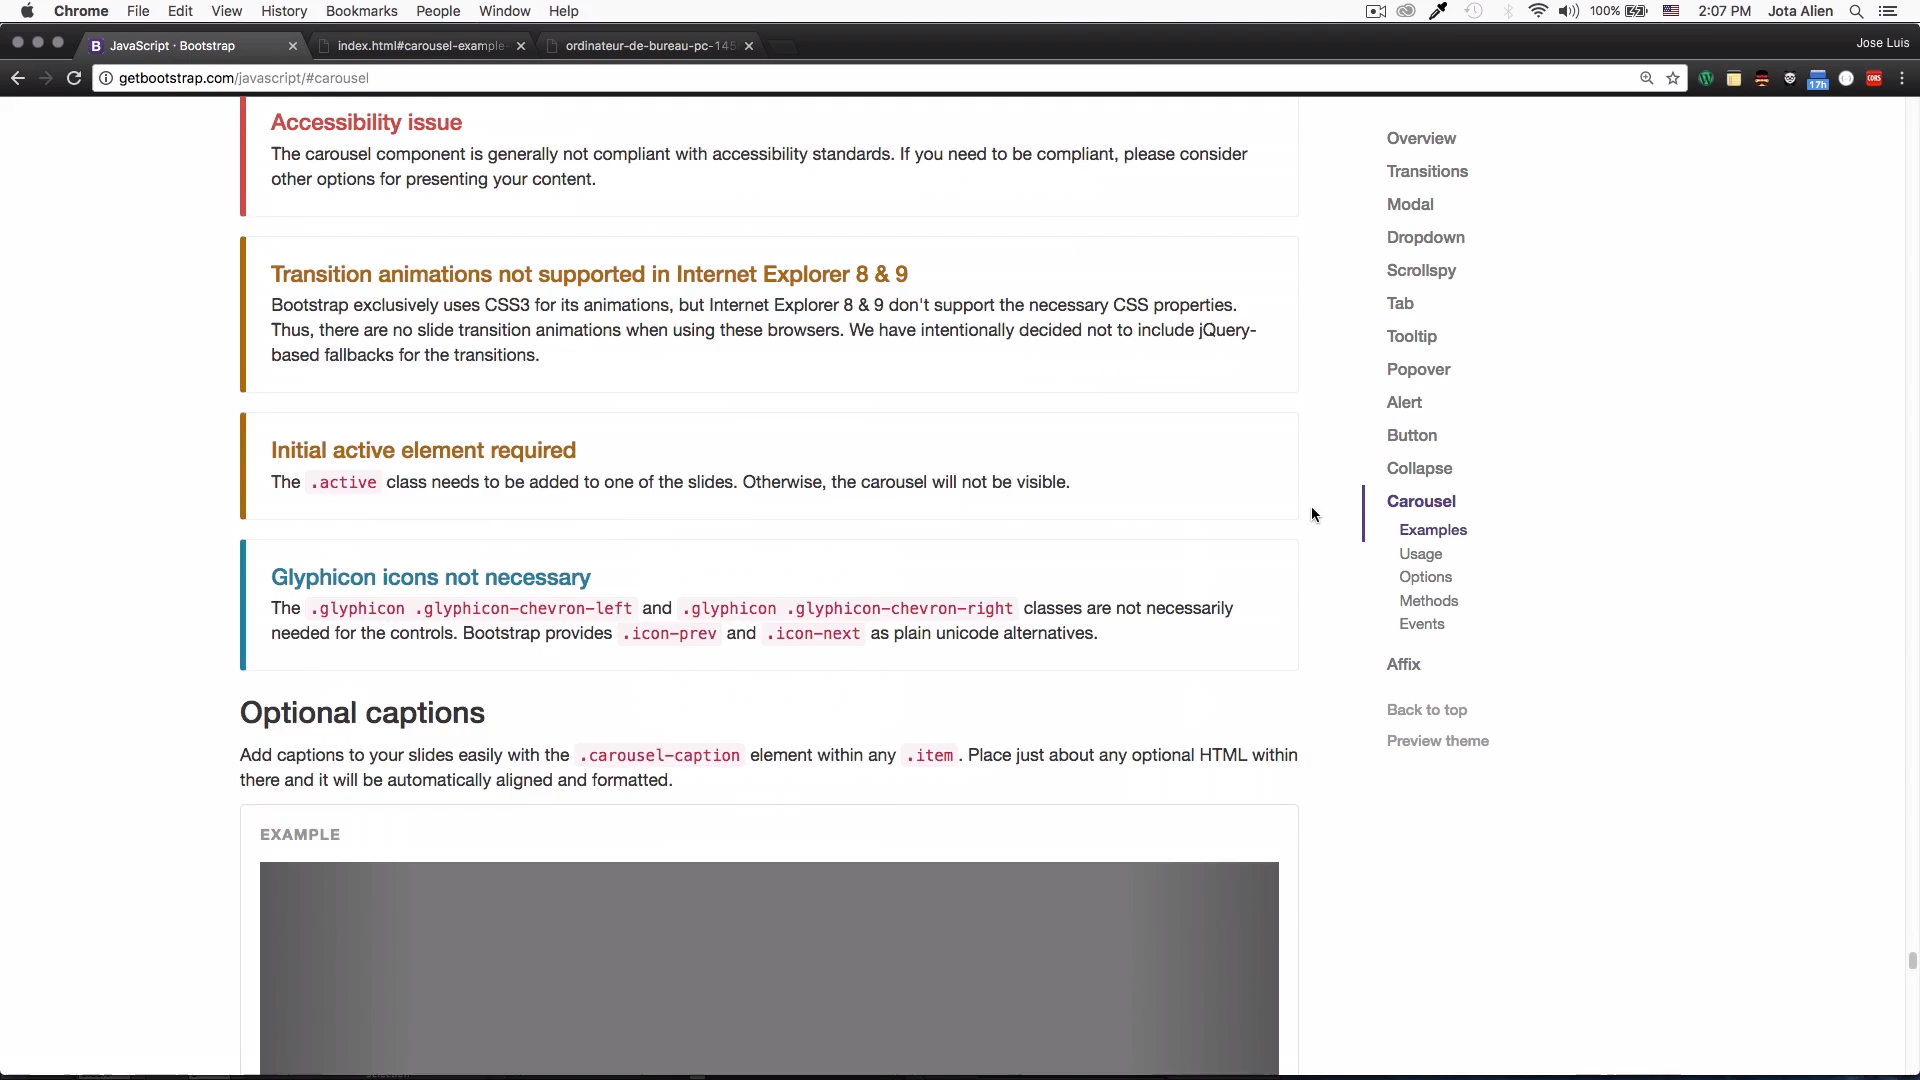 Chrome File Edit View History Bookmarks People Window Help 100% 2:07 PM Jota Alien
B JavaScript · Bootstrap index.html#carousel-example ordinateur-de-bureau-pc-145 Jose Luis
getbootstrap.com/javascript/#carousel 17h CORS
Accessibility issue
The carousel component is generally not compliant with accessibility standards. If you need to be compliant, please consider
other options for presenting your content.
Transition animations not supported in Internet Explorer 8 & 9
Bootstrap exclusively uses CSS3 for its animations, but Internet Explorer 8 & 9 don't support the necessary CSS properties.
Thus, there are no slide transition animations when using these browsers. We have intentionally decided not to include jQuery-
based fallbacks for the transitions.
Initial active element required
The .active class needs to be added to one of the slides. Otherwise, the carousel will not be visible.
Glyphicon icons not necessary
The .glyphicon .glyphicon-chevron-left and .glyphicon .glyphicon-chevron-right classes are not necessarily
needed for the controls. Bootstrap provides .icon-prev and .icon-next as plain unicode alternatives.
Optional captions
Add captions to your slides easily with the .carousel-caption element within any .item . Place just about any optional HTML within
there and it will be automatically aligned and formatted.
EXAMPLE
Overview
Transitions
Modal
Dropdown
Scrollspy
Tab
Tooltip
Popover
Alert
Button
Collapse
Carousel
Examples
Usage
Options
Methods
Events
Affix
Back to top
Preview theme